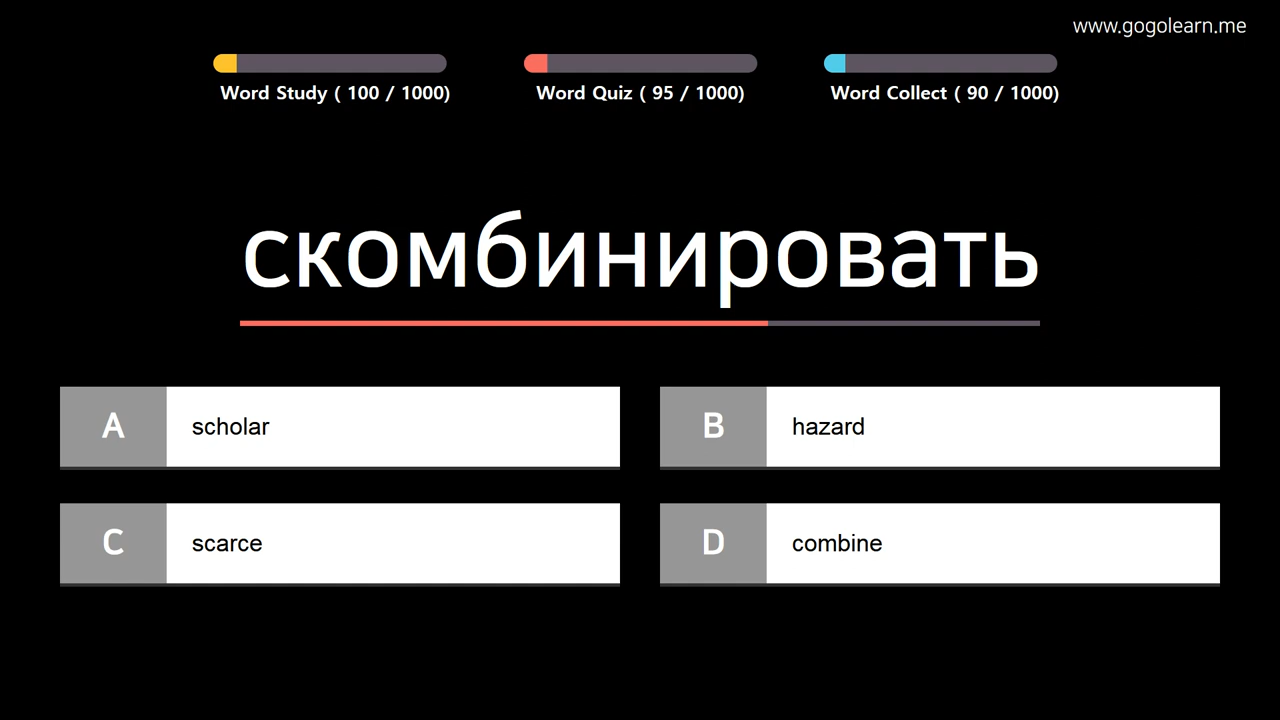 www.gogolearn.me
Word Study ( 100 / 1000)
Word Quiz ( 95 / 1000)
Word Collect ( 90 / 1000)
скомбинировать
A scholar
B hazard
C scarce
D combine